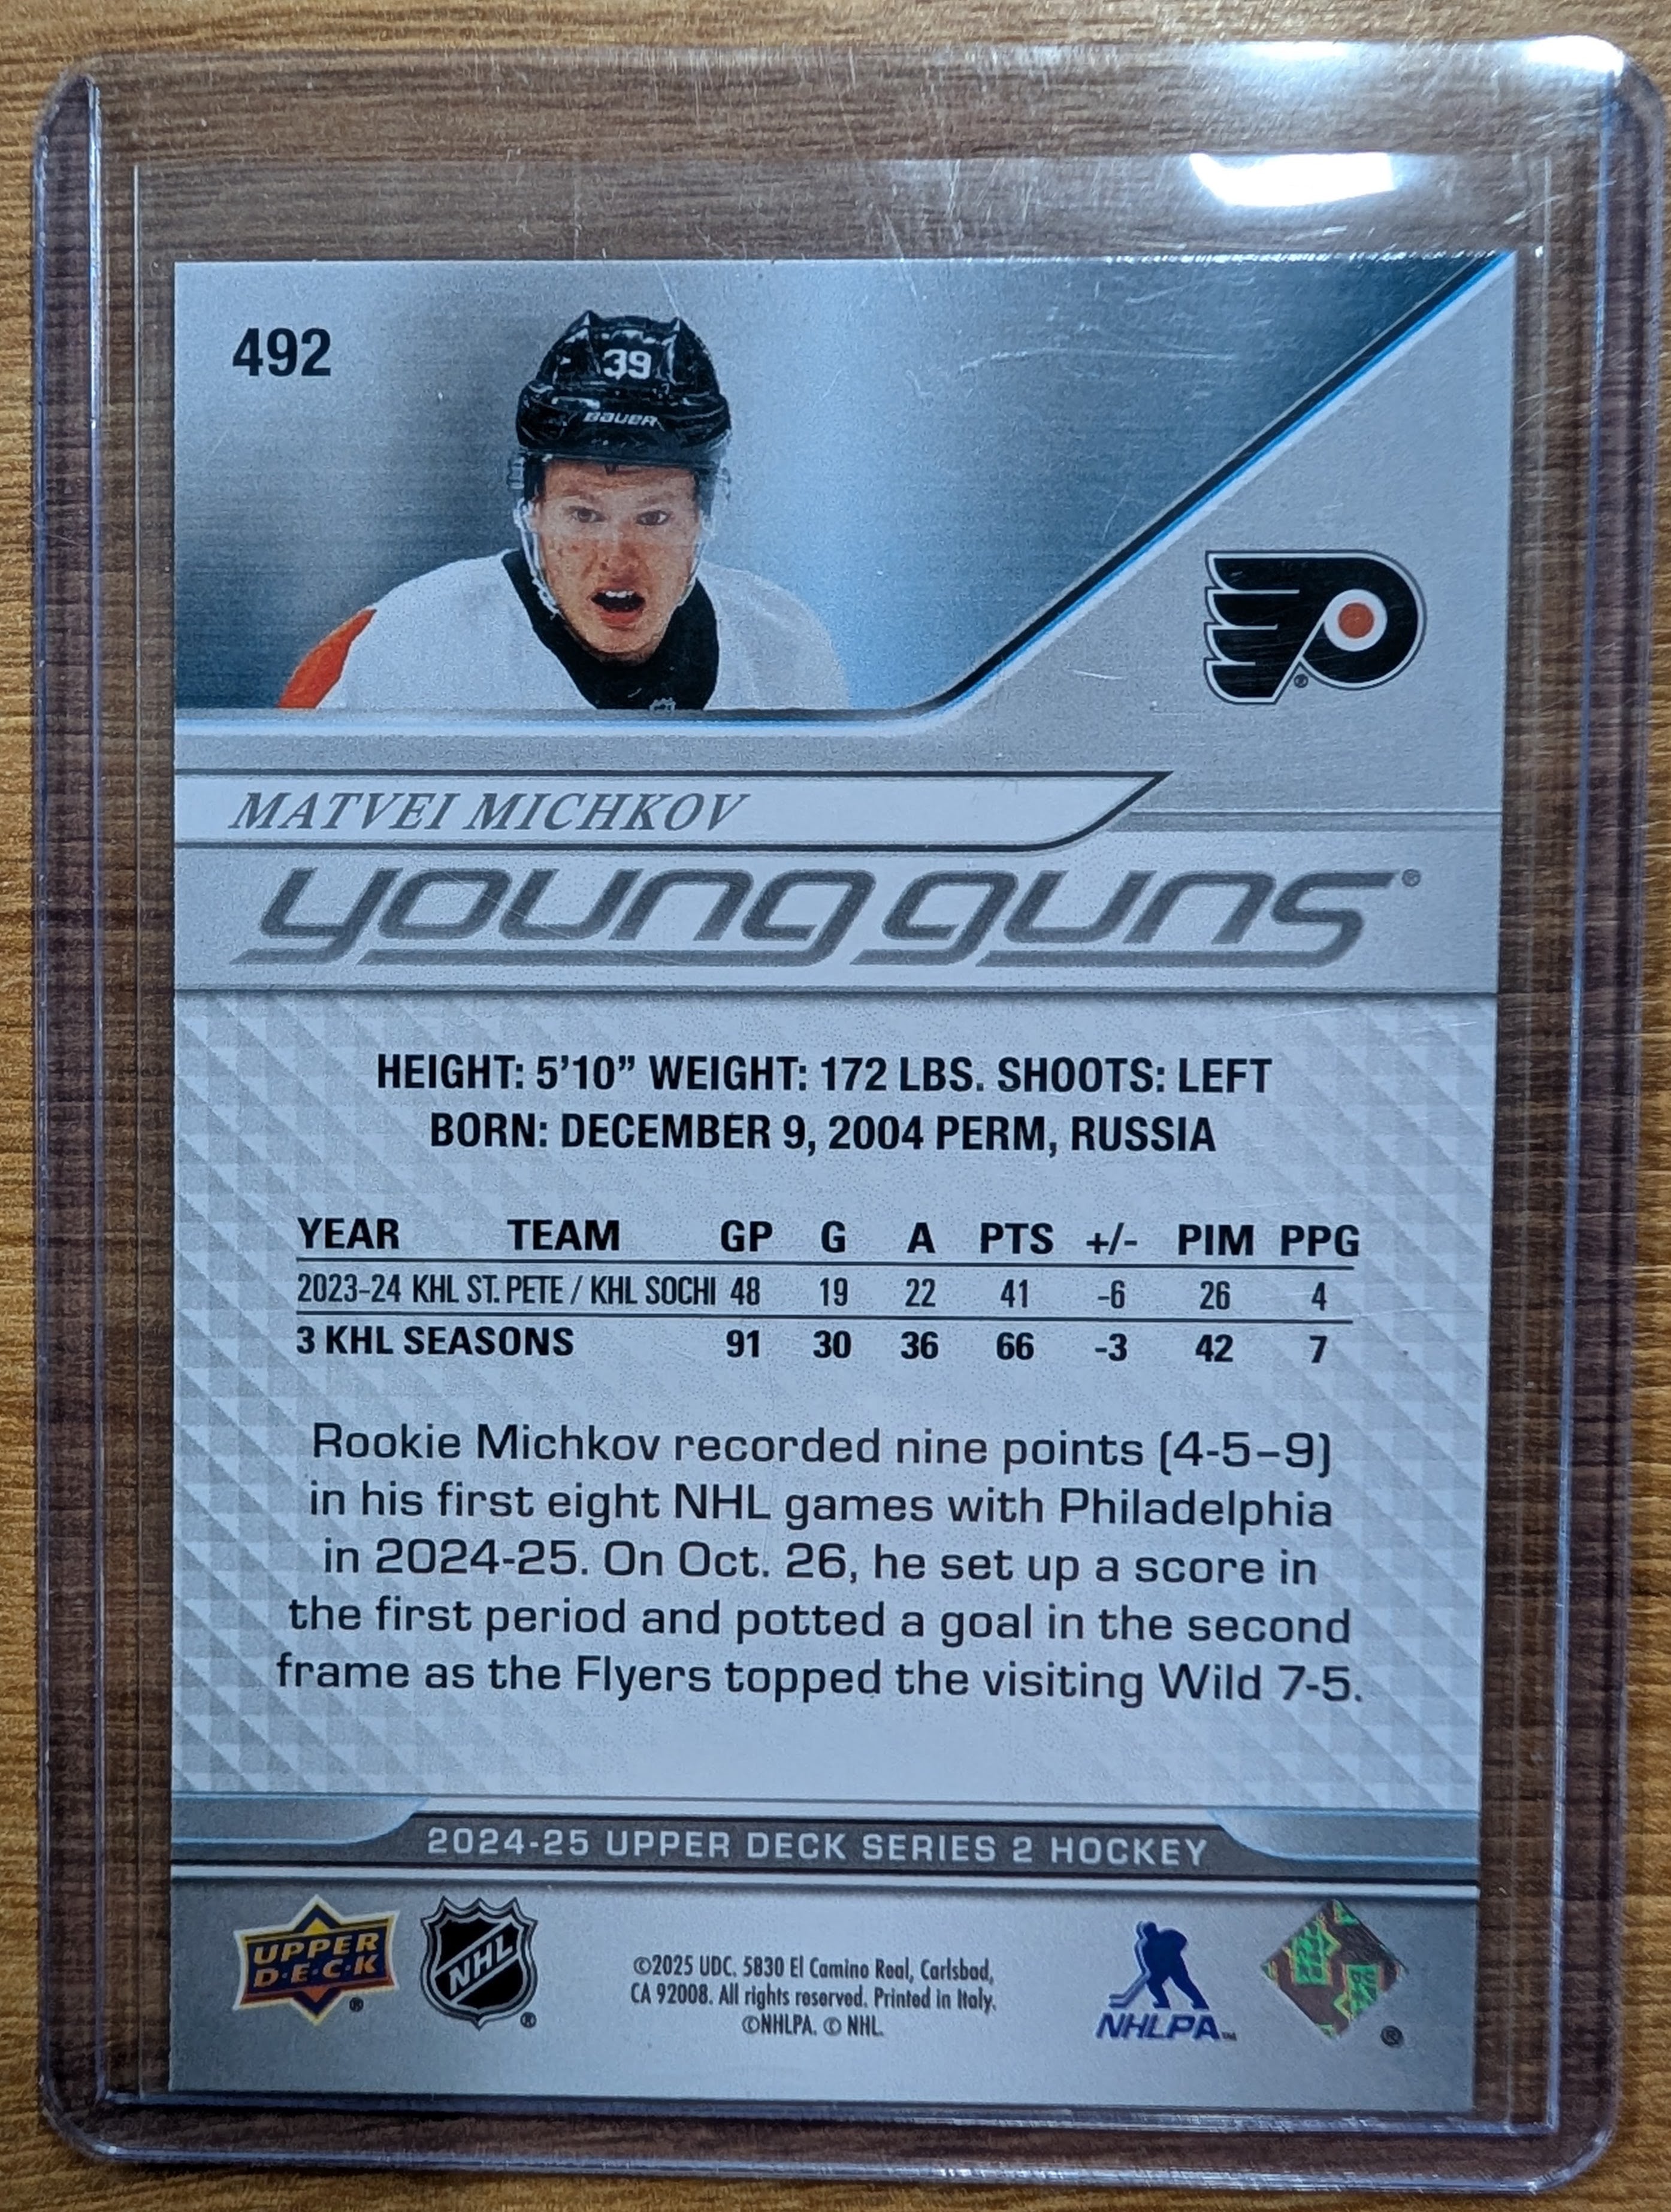 492
39
BAUER
MATVEI MICHKOV
young guns®
HEIGHT: 5'10” WEIGHT: 172 LBS. SHOOTS: LEFT
BORN: DECEMBER 9, 2004 PERM, RUSSIA
YEAR TEAM GP G A PTS +/- PIM PPG
2023-24 KHL ST. PETE / KHL SOCHI 48 19 22 41 -6 26 4
3 KHL SEASONS 91 30 36 66 -3 42 7
Rookie Michkov recorded nine points (4-5–9)
in his first eight NHL games with Philadelphia
in 2024-25. On Oct. 26, he set up a score in
the first period and potted a goal in the second
frame as the Flyers topped the visiting Wild 7-5.
2024-25 UPPER DECK SERIES 2 HOCKEY
UPPER
D·E·C·K
®
NHL
®
©2025 UDC. 5830 El Camino Real, Carlsbad,
CA 92008. All rights reserved. Printed in Italy.
©NHLPA. © NHL.
NHLPA™
®